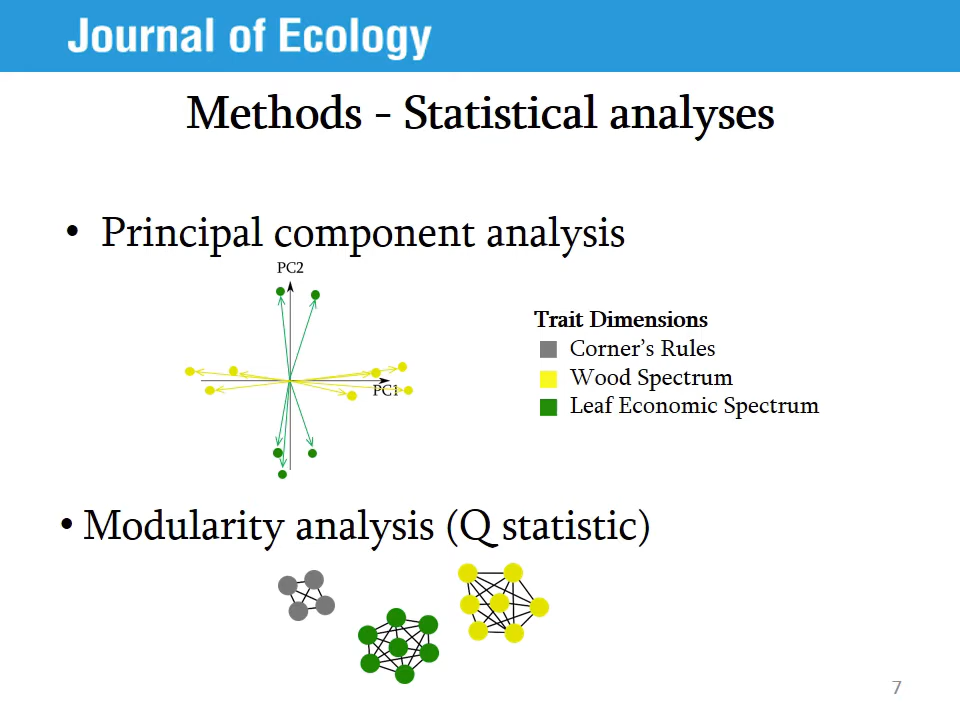 Journal of Ecology
Methods - Statistical analyses
• Principal component analysis
PC2
PC1
Trait Dimensions
Corner's Rules
Wood Spectrum
Leaf Economic Spectrum
• Modularity analysis (Q statistic)
7